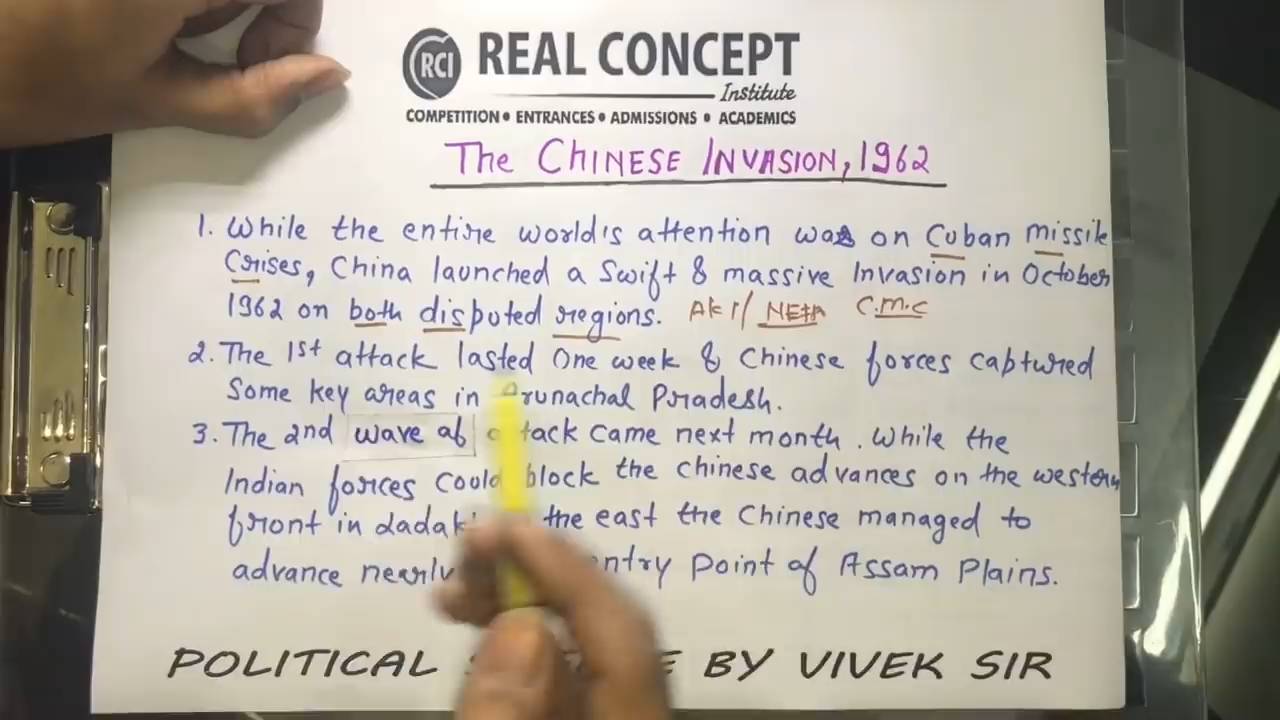 RCI REAL CONCEPT
Institute
COMPETITION • ENTRANCES • ADMISSIONS • ACADEMICS
The CHINESE INVASION, 1962
1. While the entire world's attention was on Cuban missile
Crises, China launched a Swift & massive Invasion in October
1962 on both disputed regions. AkI/ NEFA C.M.C
2. The 1st attack lasted One week & Chinese forces captured
Some key areas in Arunachal Pradesh.
3. The 2nd wave of attack came next month. While the
Indian forces could block the Chinese advances on the western
front in the east the Chinese managed to
advance nearly entry Point of Assam Plains.
POLITICAL BY VIVEK SIR